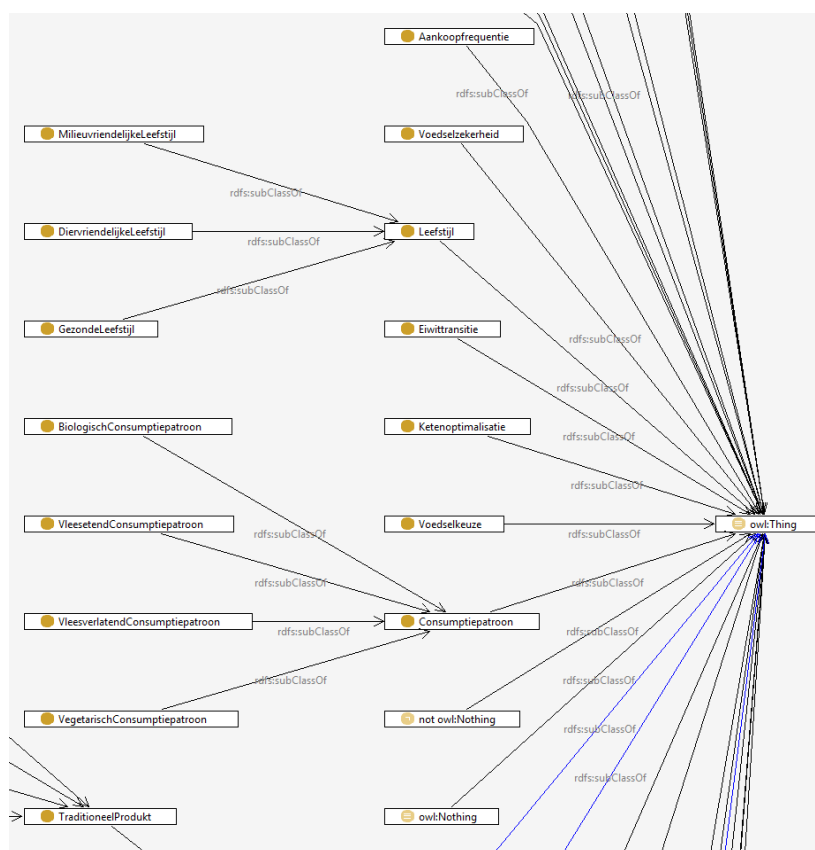 Aankoopfrequentie
rdfs:subClassOf
rdfs:subClassOf
MilieuvriendelijkeLeefstijl
Voedselzekerheid
rdfs:subClassOf
DiervriendelijkeLeefstijl
rdfs:subClassOf
Leefstijl
rdfs:subClassOf
GezondeLeefstijl
Eiwittransitie
rdfs:subClassOf
rdfs:subClassOf
BiologischConsumptiepatroon
Ketenoptimalisatie
rdfs:subClassOf
rdfs:subClassOf
VleesetendConsumptiepatroon
rdfs:subClassOf
Voedselkeuze
rdfs:subClassOf
owl:Thing
rdfs:subClassOf
VleesverlatendConsumptiepatroon
rdfs:subClassOf
Consumptiepatroon
rdfs:subClassOf
rdfs:subClassOf
rdfs:subClassOf
VegetarischConsumptiepatroon
not owl:Nothing
rdfs:subClassOf
rdfs:subClassOf
TraditioneelProdukt
owl:Nothing